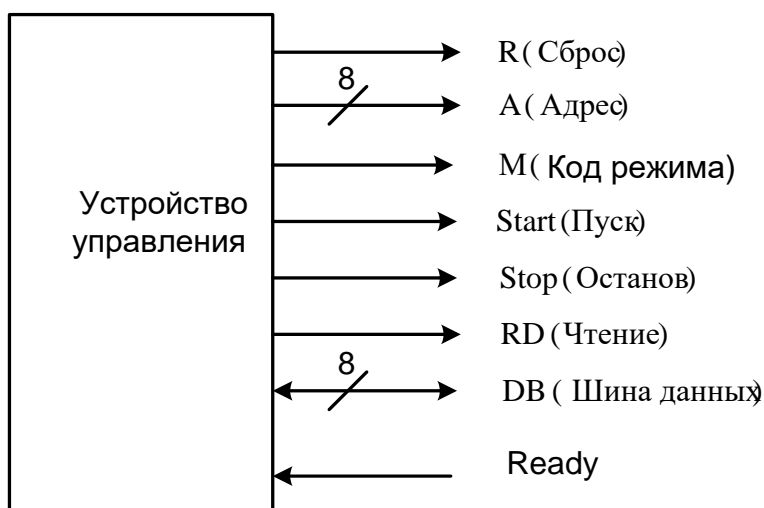 R(Сброс)
8
A(Адрес)
M(Код режима)
Устройство
управления
Start(Пуск)
Stop(Останов)
RD(Чтение)
8
DB( Шина данных)
Ready